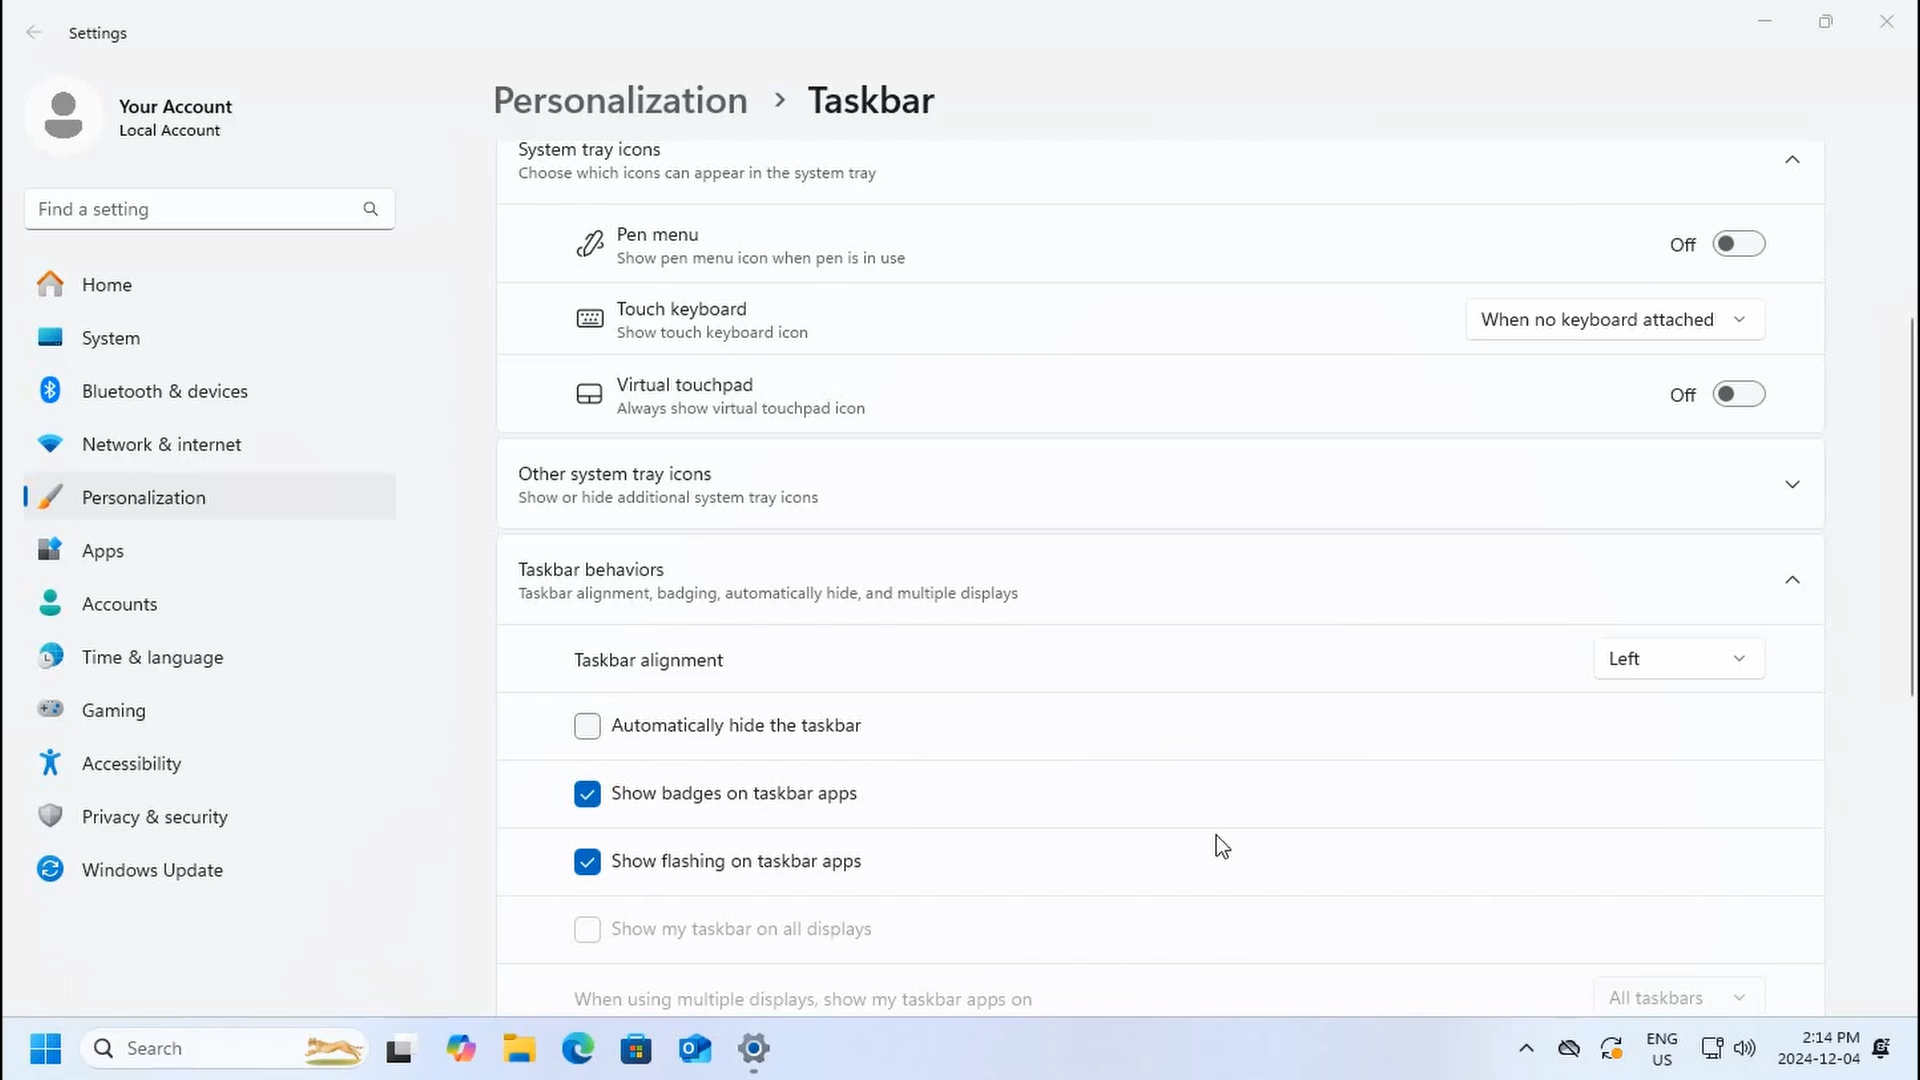 Settings
Your Account
Local Account
Find a setting
Home
System
Bluetooth & devices
Network & internet
Personalization
Apps
Accounts
Time & language
Gaming
Accessibility
Privacy & security
Windows Update
Personalization > Taskbar
System tray icons
Choose which icons can appear in the system tray
Pen menu
Show pen menu icon when pen is in use
Off
Touch keyboard
Show touch keyboard icon
When no keyboard attached
Virtual touchpad
Always show virtual touchpad icon
Off
Other system tray icons
Show or hide additional system tray icons
Taskbar behaviors
Taskbar alignment, badging, automatically hide, and multiple displays
Taskbar alignment
Left
Automatically hide the taskbar
Show badges on taskbar apps
Show flashing on taskbar apps
Show my taskbar on all displays
When using multiple displays, show my taskbar apps on
All taskbars
Search
ENG
US
2:14 PM
2024-12-04